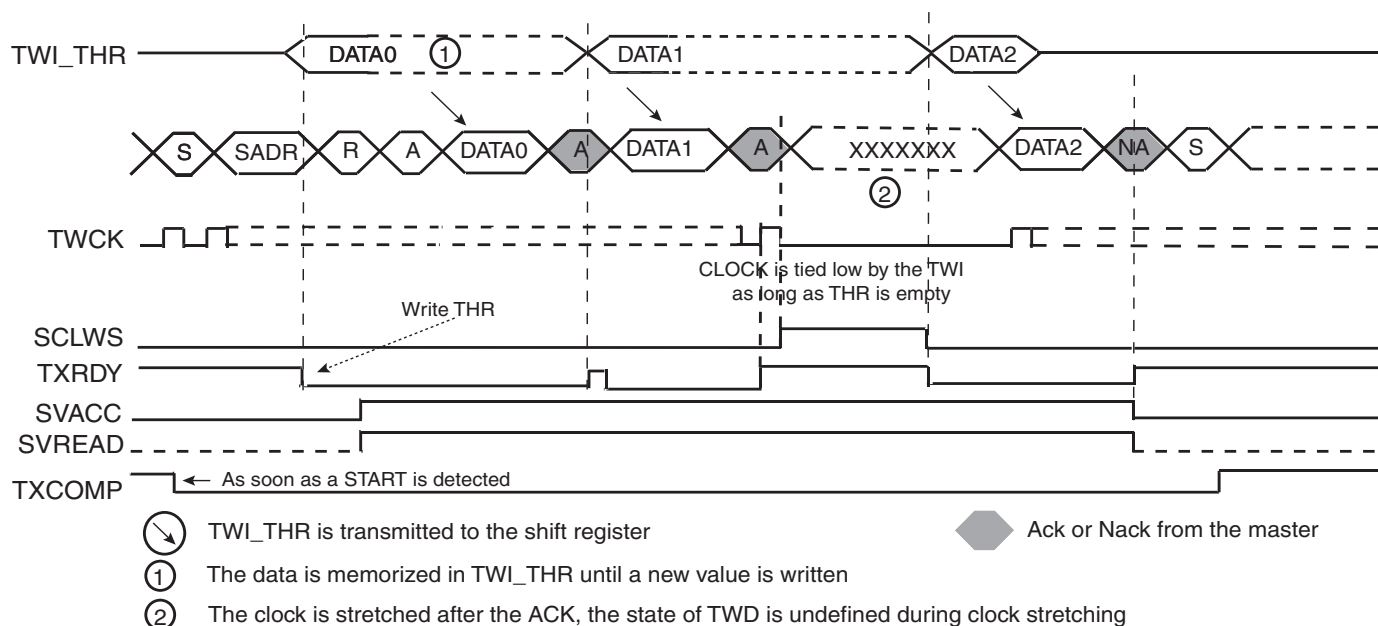 TWI_THR DATA0 1 DATA1 DATA2
S SADR R A DATA0 A DATA1 A XXXXXXX DATA2 NA S
2
TWCK
CLOCK is tied low by the TWI
as long as THR is empty
Write THR
SCLWS
TXRDY
SVACC
SVREAD
TXCOMP As soon as a START is detected
TWI_THR is transmitted to the shift register Ack or Nack from the master
1 The data is memorized in TWI_THR until a new value is written
2 The clock is stretched after the ACK, the state of TWD is undefined during clock stretching